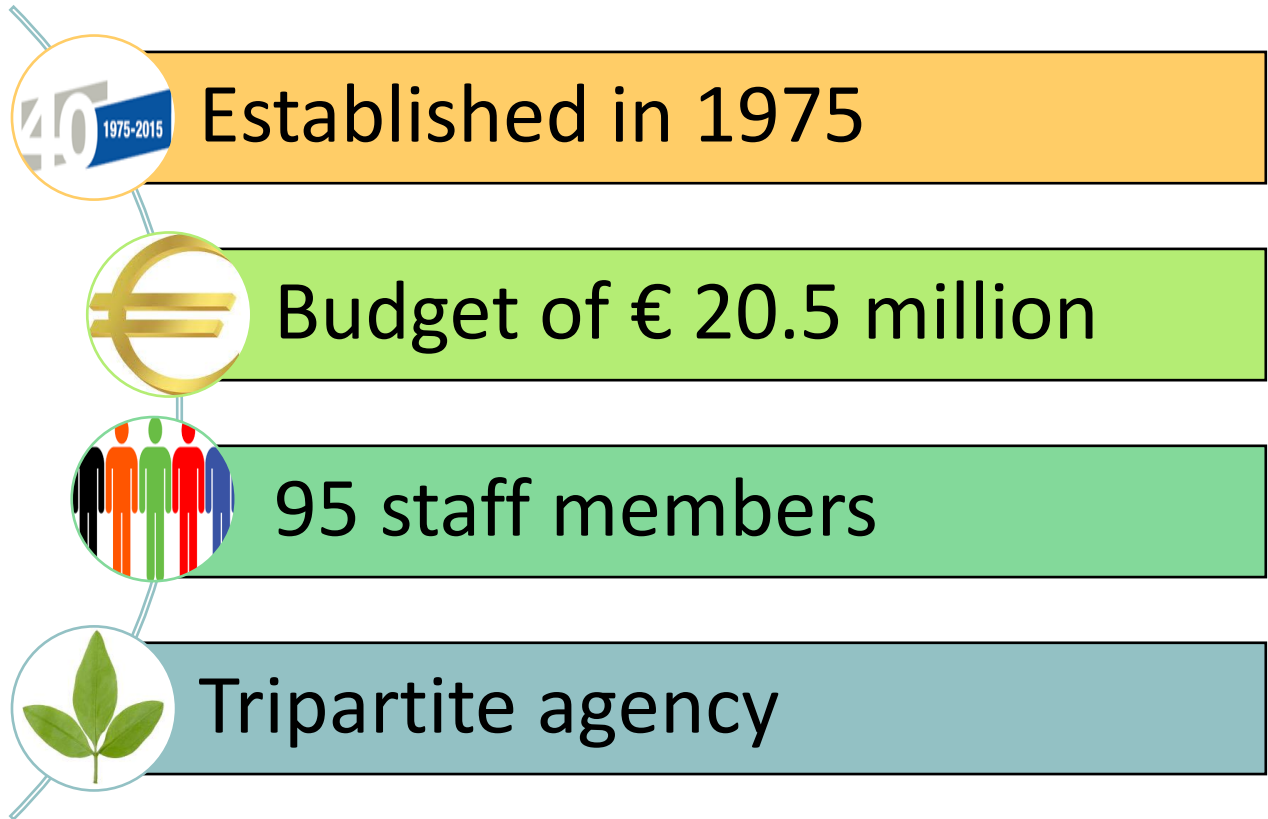 40
1975-2015
Established in 1975
Budget of € 20.5 million
95 staff members
Tripartite agency